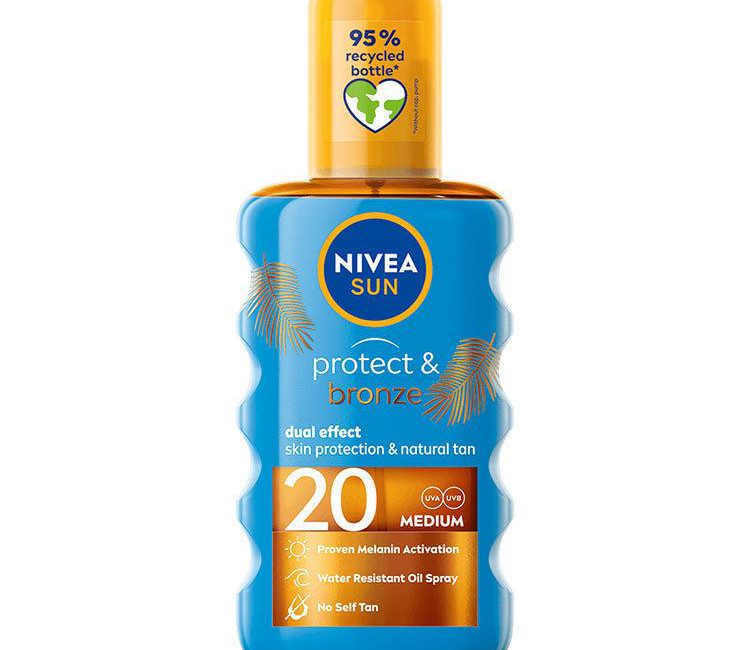 95%
recycled
bottle*
*Without cap, pump
NIVEA
SUN
protect &
bronze
dual effect
skin protection & natural tan
20
UVA UVB
MEDIUM
Proven Melanin Activation
Water Resistant Oil Spray
No Self Tan